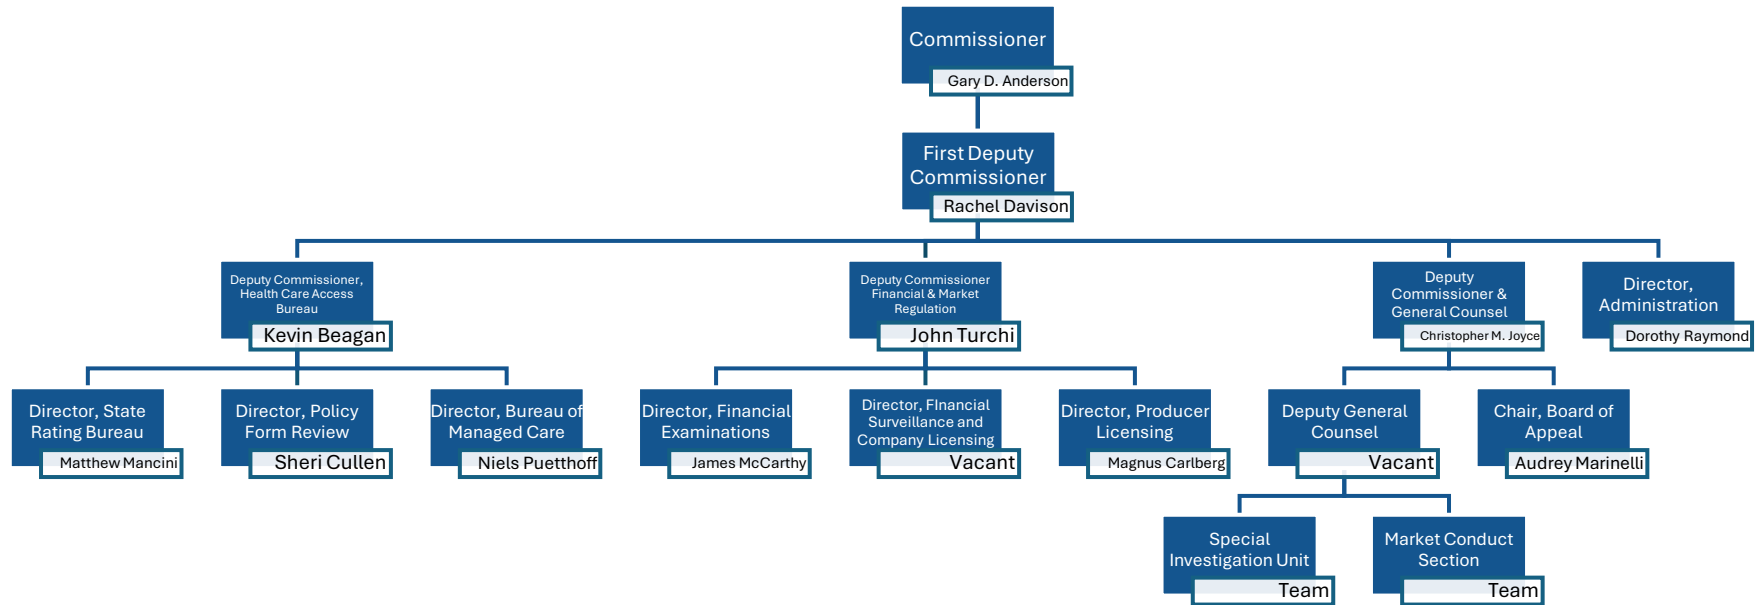 Commissioner
Gary D. Anderson
First Deputy
Commissioner
Rachel Davison
Deputy Commissioner,
Health Care Access
Bureau
Kevin Beagan
Deputy Commissioner
Financial & Market
Regulation
John Turchi
Deputy
Commissioner &
General Counsel
Christopher M. Joyce
Director,
Administration
Dorothy Raymond
Director, State
Rating Bureau
Matthew Mancini
Director, Policy
Form Review
Sheri Cullen
Director, Bureau of
Managed Care
Niels Puetthoff
Director, Financial
Examinations
James McCarthy
Director, FInancial
Surveillance and
Company Licensing
Vacant
Director, Producer
Licensing
Magnus Carlberg
Deputy General
Counsel
Vacant
Chair, Board of
Appeal
Audrey Marinelli
Special
Investigation Unit
Team
Market Conduct
Section
Team